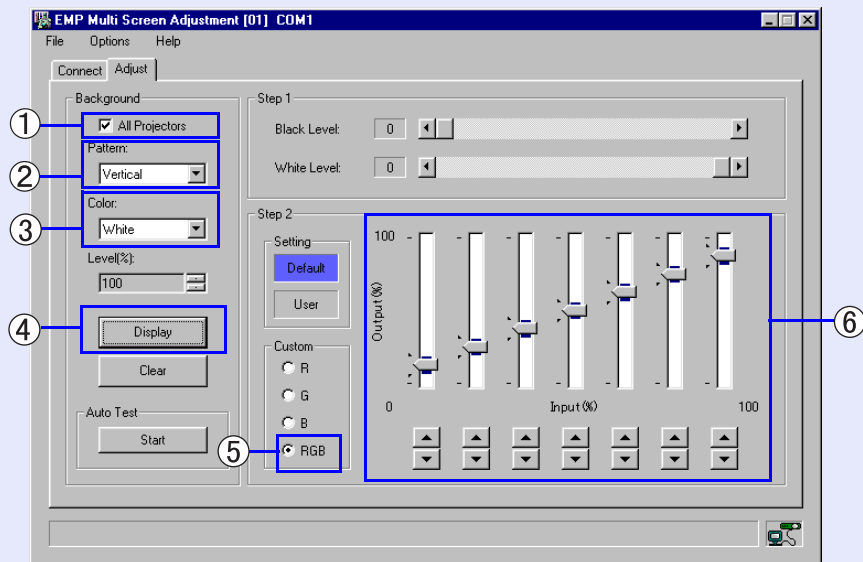 EMP Multi Screen Adjustment [01] COM1
File Options Help
Connect Adjust
Background
① All Projectors
② Pattern:
Vertical
③ Color:
White
Level(%):
100
④ Display
Clear
Auto Test
Start
Step 1
Black Level: 0
White Level: 0
Step 2
Setting
Default
User
Custom
R
G
B
⑤ RGB
100
Output(%)
0 Input(%) 100
⑥